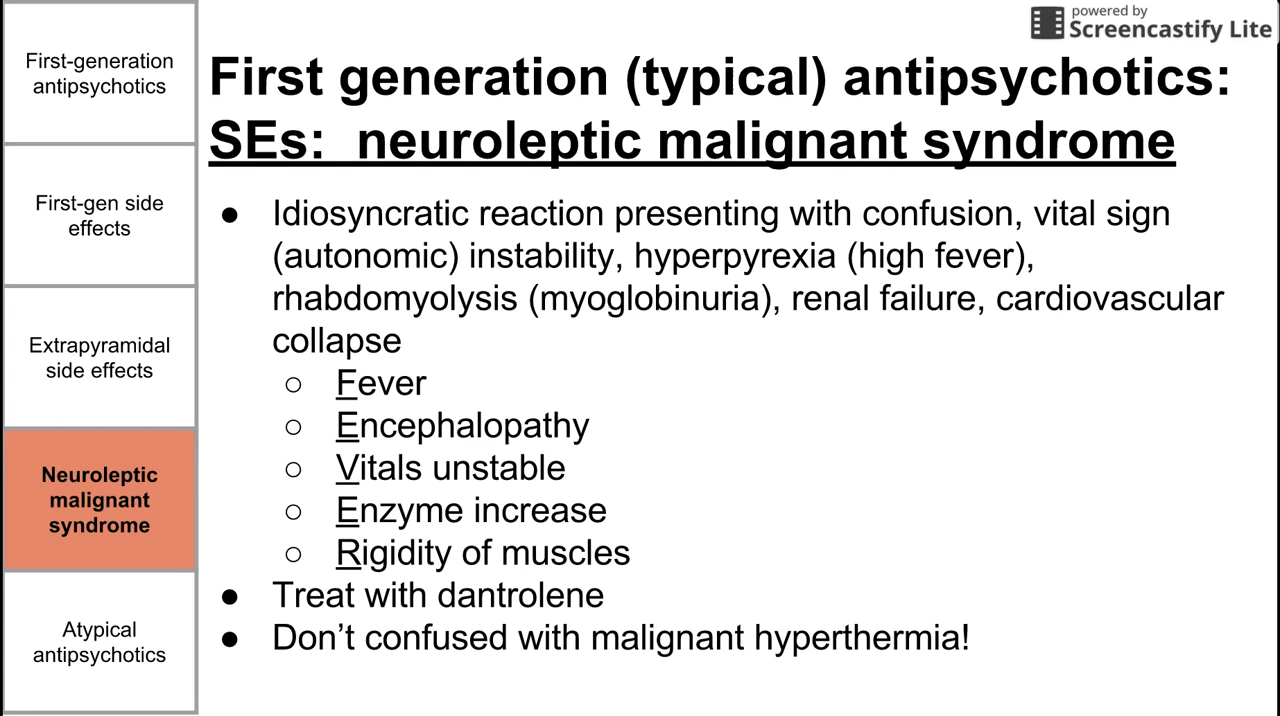 powered by
Screencastify Lite
First-generation
antipsychotics
First-gen side
effects
Extrapyramidal
side effects
Neuroleptic
malignant
syndrome
Atypical
antipsychotics
First generation (typical) antipsychotics:
SEs: neuroleptic malignant syndrome
● Idiosyncratic reaction presenting with confusion, vital sign
(autonomic) instability, hyperpyrexia (high fever),
rhabdomyolysis (myoglobinuria), renal failure, cardiovascular
collapse
○ Fever
○ Encephalopathy
○ Vitals unstable
○ Enzyme increase
○ Rigidity of muscles
● Treat with dantrolene
● Don’t confused with malignant hyperthermia!